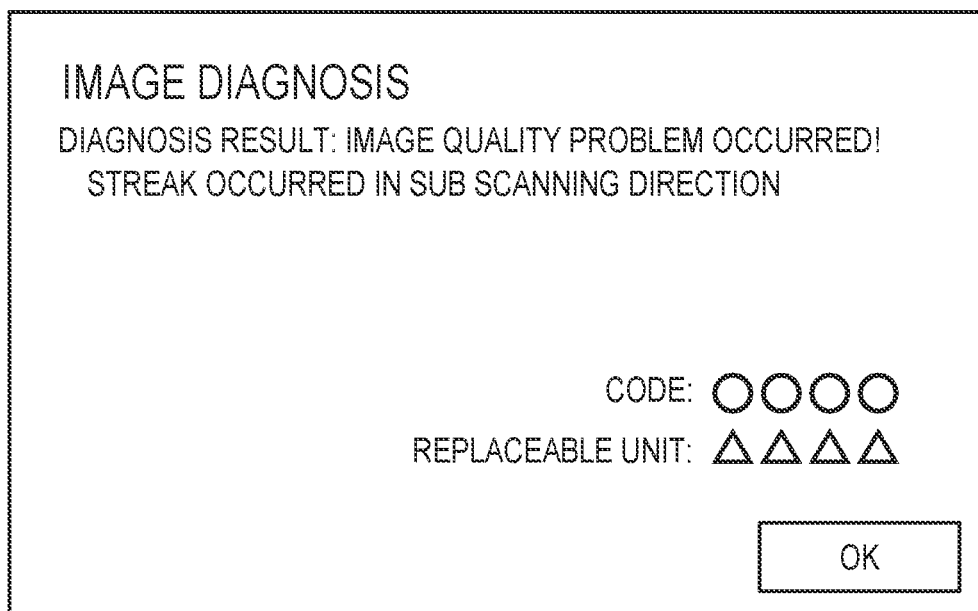 IMAGE DIAGNOSIS
DIAGNOSIS RESULT: IMAGE QUALITY PROBLEM OCCURRED!
STREAK OCCURRED IN SUB SCANNING DIRECTION
CODE: ○○○○
REPLACEABLE UNIT: △△△△
OK